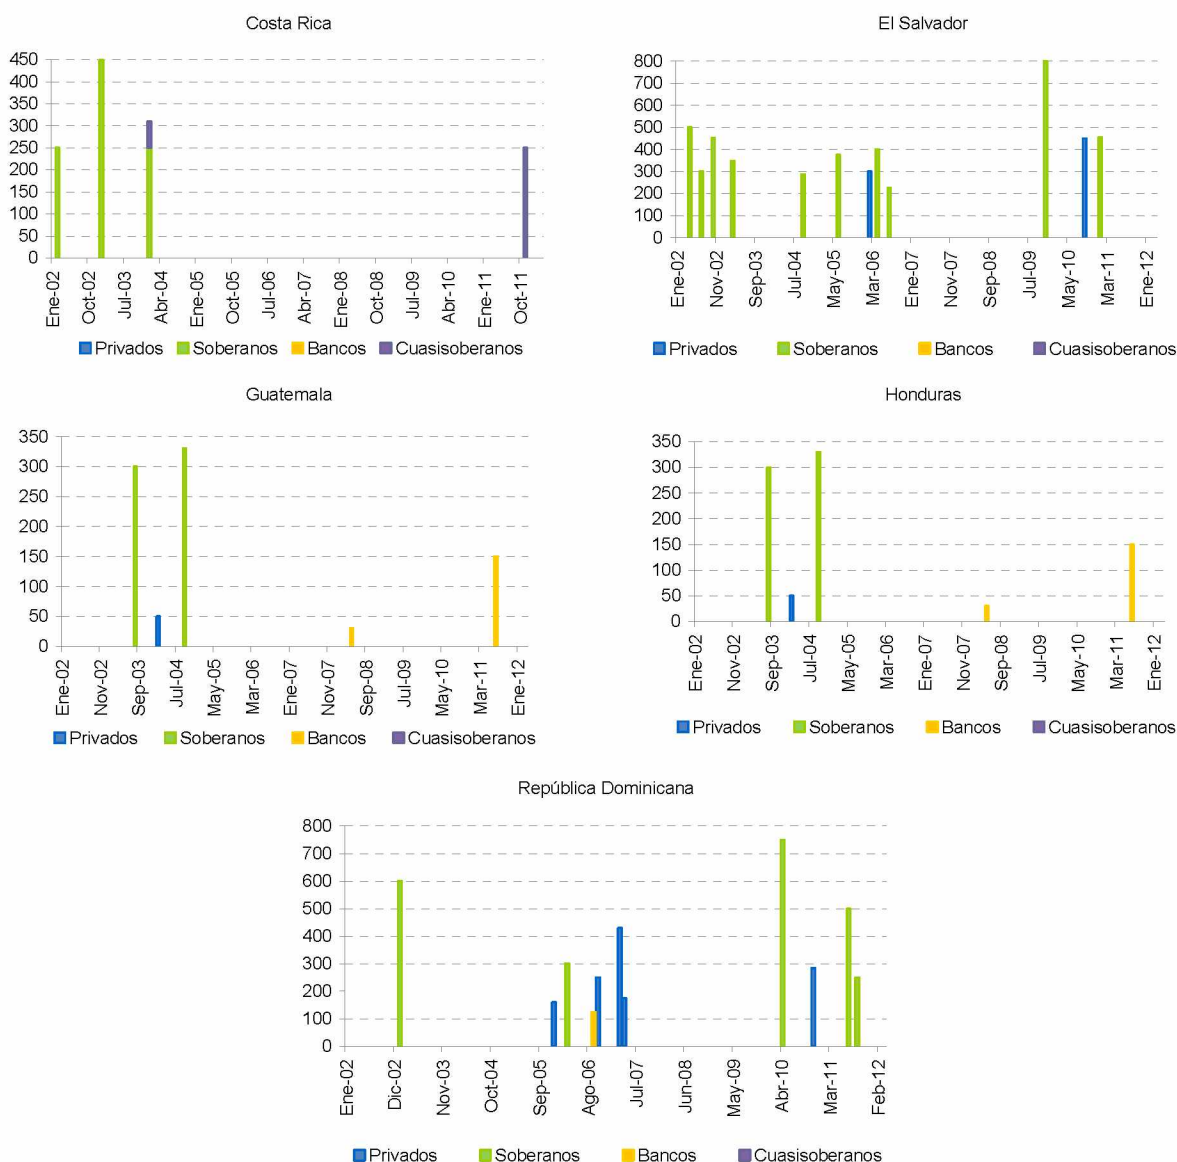 Costa Rica
450
400
350
300
250
200
150
100
50
0
Ene-02 Oct-02 Jul-03 Abr-04 Ene-05 Oct-05 Jul-06 Abr-07 Ene-08 Oct-08 Jul-09 Abr-10 Ene-11 Oct-11
Privados Soberanos Bancos Cuasisoberanos
El Salvador
800
700
600
500
400
300
200
100
0
Ene-02 Nov-02 Sep-03 Jul-04 May-05 Mar-06 Ene-07 Nov-07 Sep-08 Jul-09 May-10 Mar-11 Ene-12
Privados Soberanos Bancos Cuasisoberanos
Guatemala
350
300
250
200
150
100
50
0
Ene-02 Nov-02 Sep-03 Jul-04 May-05 Mar-06 Ene-07 Nov-07 Sep-08 Jul-09 May-10 Mar-11 Ene-12
Privados Soberanos Bancos Cuasisoberanos
Honduras
350
300
250
200
150
100
50
0
Ene-02 Nov-02 Sep-03 Jul-04 May-05 Mar-06 Ene-07 Nov-07 Sep-08 Jul-09 May-10 Mar-11 Ene-12
Privados Soberanos Bancos Cuasisoberanos
República Dominicana
800
700
600
500
400
300
200
100
0
Ene-02 Dic-02 Nov-03 Oct-04 Sep-05 Ago-06 Jul-07 Jun-08 May-09 Abr-10 Mar-11 Feb-12
Privados Soberanos Bancos Cuasisoberanos